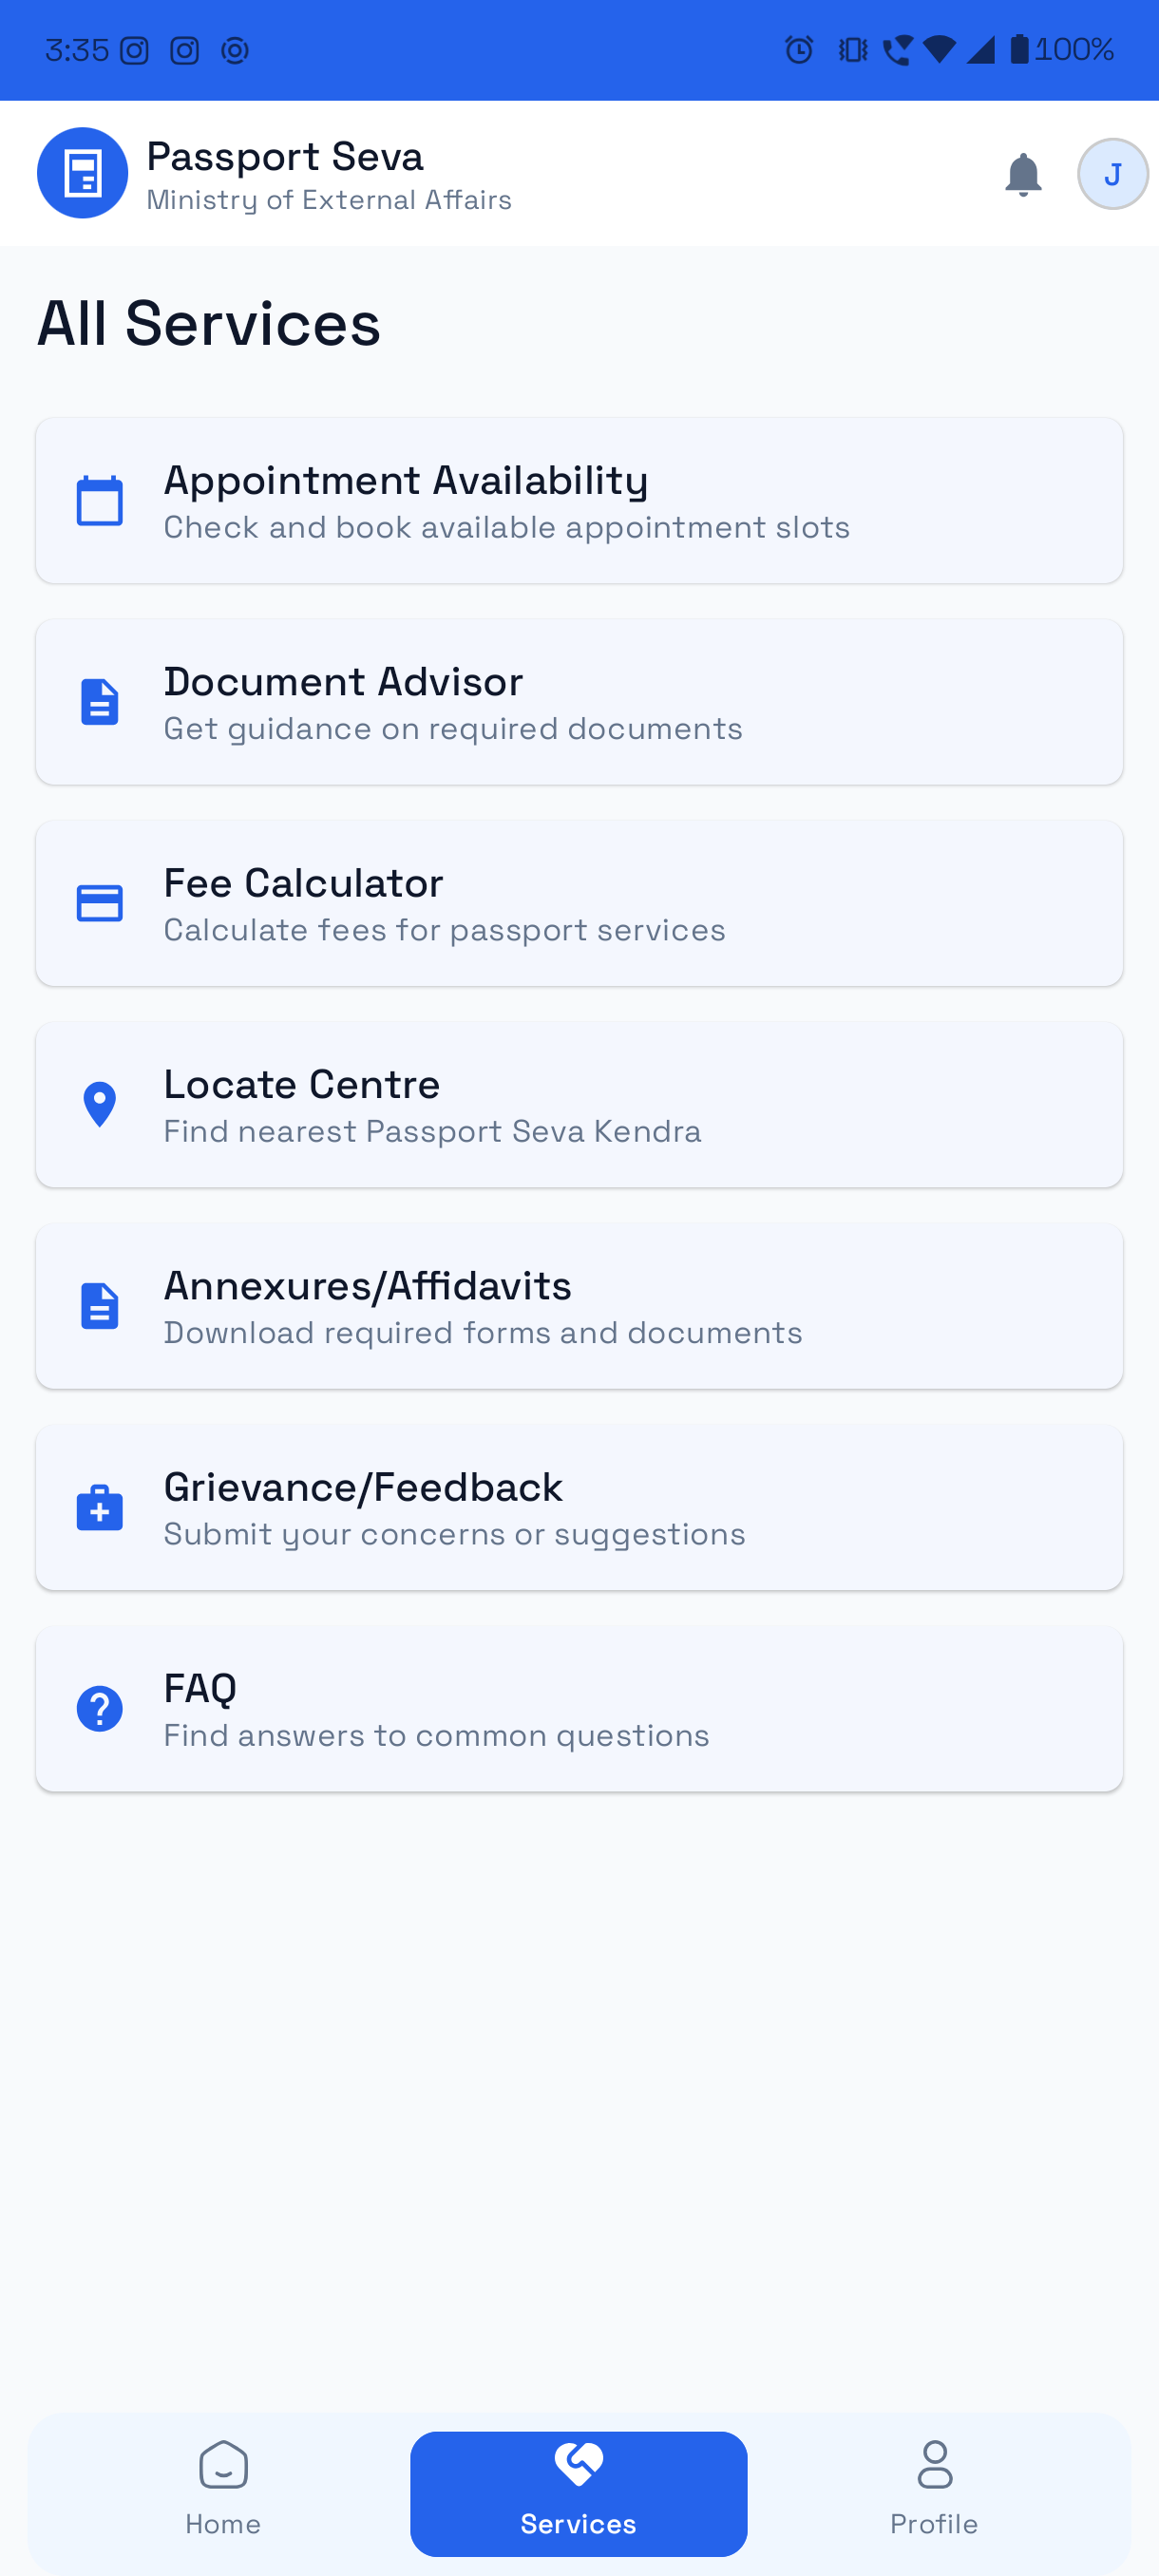 3:35
100%
Passport Seva
Ministry of External Affairs
J
All Services
Appointment Availability
Check and book available appointment slots
Document Advisor
Get guidance on required documents
Fee Calculator
Calculate fees for passport services
Locate Centre
Find nearest Passport Seva Kendra
Annexures/Affidavits
Download required forms and documents
Grievance/Feedback
Submit your concerns or suggestions
FAQ
Find answers to common questions
Home
Services
Profile